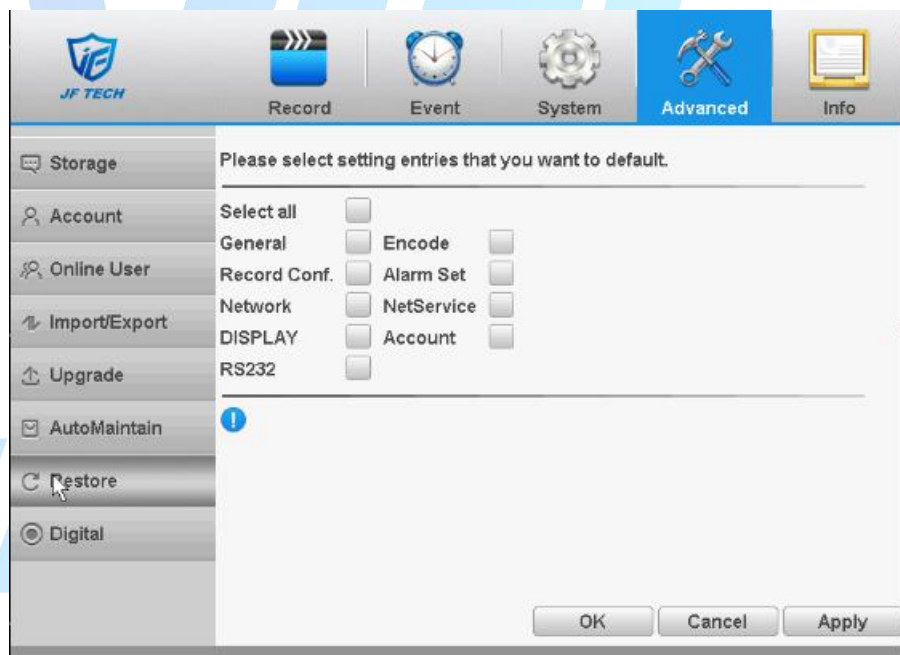 JF TECH
Record Event System Advanced Info
Storage
Account
Online User
Import/Export
Upgrade
AutoMaintain
Restore
Digital
Please select setting entries that you want to default.
Select all
General Encode
Record Conf. Alarm Set
Network NetService
DISPLAY Account
RS232
OK Cancel Apply